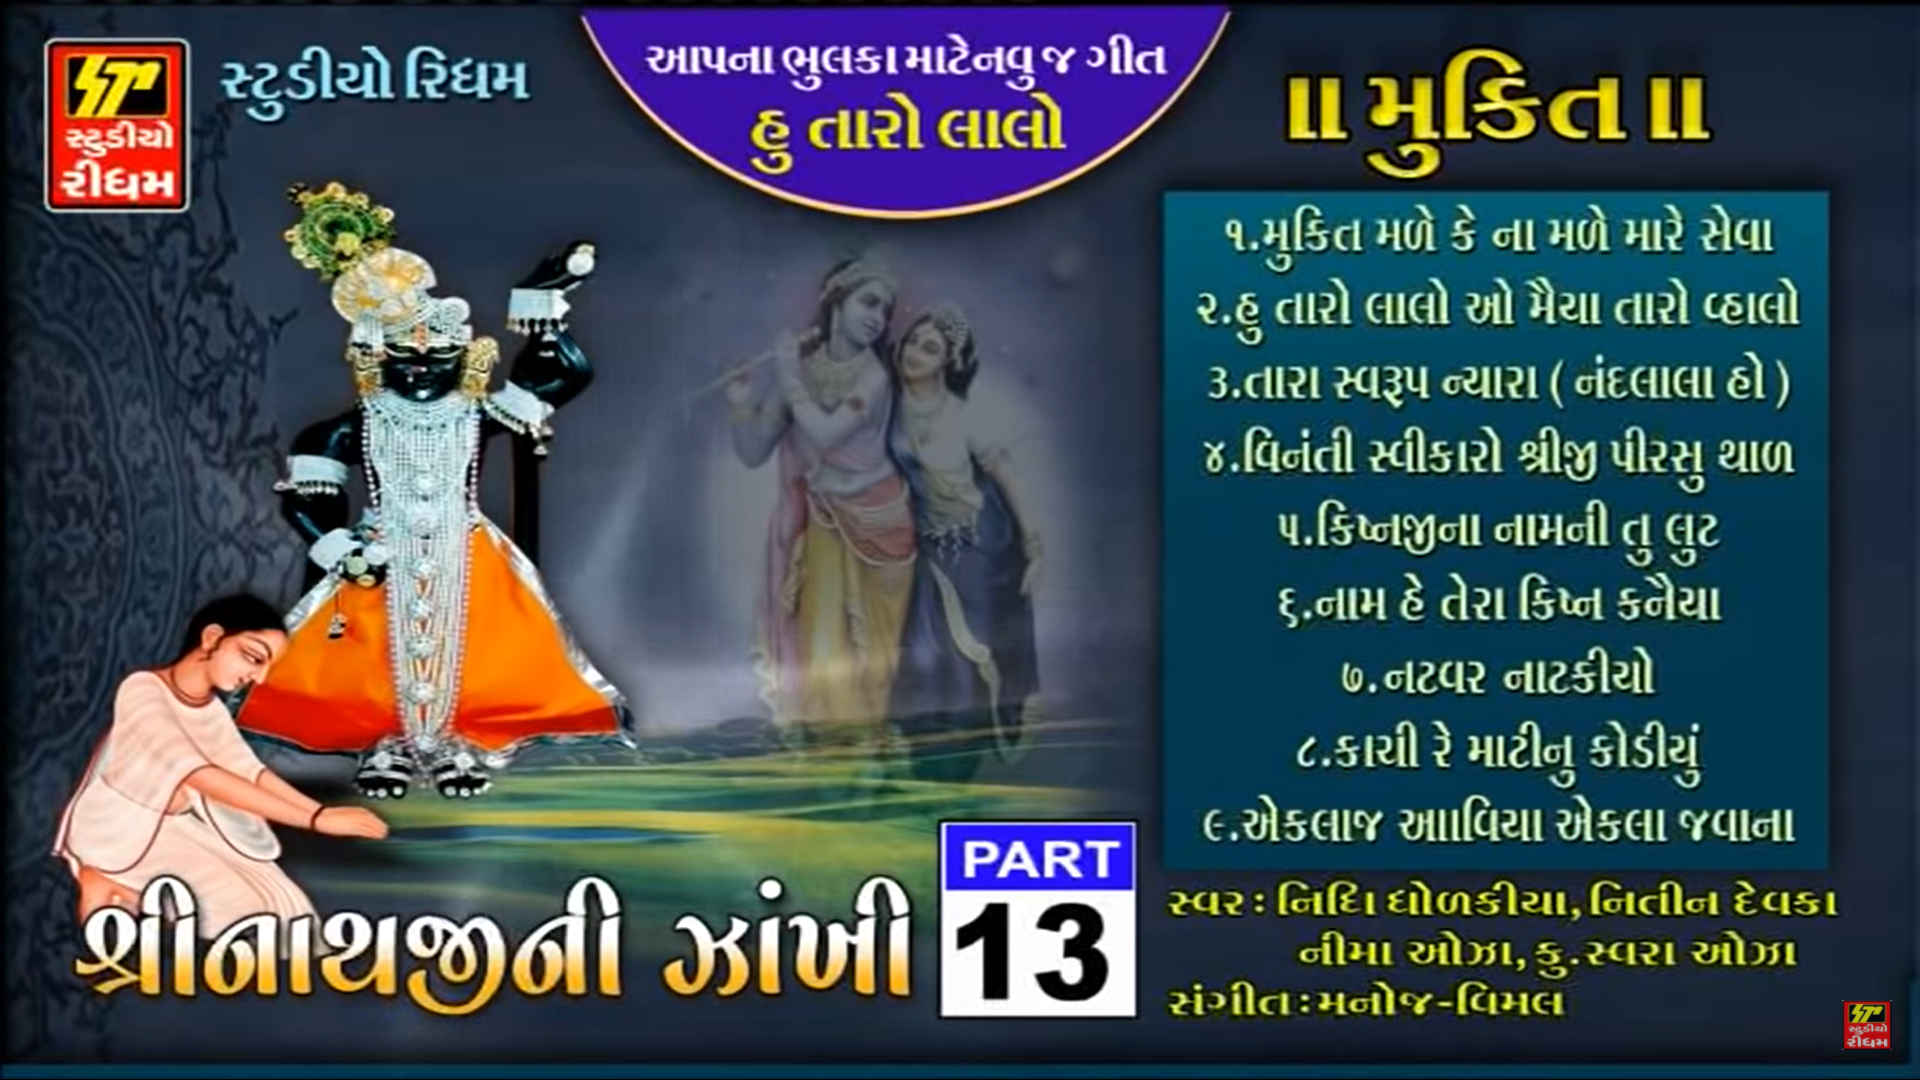 સ્ટુડીયો રીધમ
સ્ટુડીયો રિધમ
આપના ભુલકા માટેનવુ જ ગીત
હુ તારો લાલો
॥ મુકિત ॥
૧.મુકિત મળે કે ના મળે મારે સેવા
૨.હુ તારો લાલો ઓ મૈયા તારો વ્હાલો
૩.તારા સ્વરૂપ ન્યારા ( નંદલાલા હો )
૪.વિનંતી સ્વીકારો શ્રીજી પીરસુ થાળ
૫.કિષ્નજીના નામની તુ લુટ
૬.નામ હે તેરા કિષ્ન કનૈયા
૭.નટવર નાટકીયો
૮.કાચી રે માટીનુ કોડીયું
૯.એકલાજ આાવિયા એકલા જવાના
શ્રીનાથજીની ઝાંખી
PART
13
સ્વર : નિધિ ધોળકીયા, નિતીન દેવકા
નીમા ઓઝા, કુ.સ્વરા ઓઝા
સંગીત : મનોજ-વિમલ
સ્ટુડીયો
રીધમ